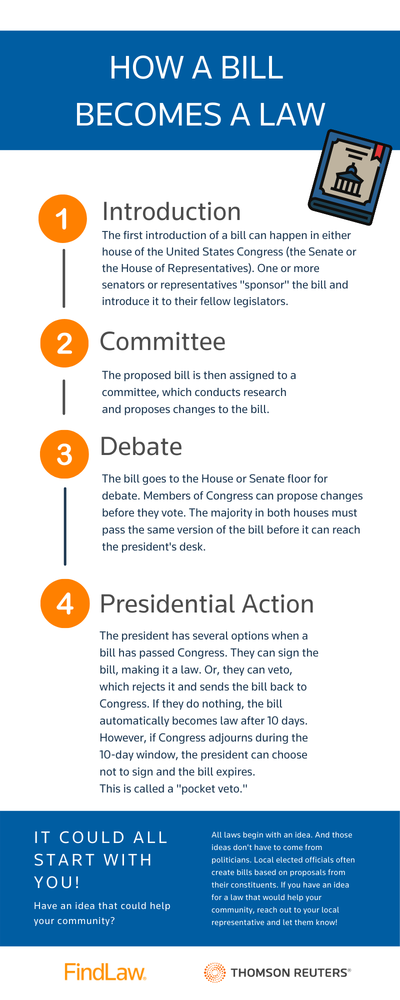 HOW A BILL
BECOMES A LAW
1
Introduction
The first introduction of a bill can happen in either
house of the United States Congress (the Senate or
the House of Representatives). One or more
senators or representatives "sponsor" the bill and
introduce it to their fellow legislators.
2
Committee
The proposed bill is then assigned to a
committee, which conducts research
and proposes changes to the bill.
3
Debate
The bill goes to the House or Senate floor for
debate. Members of Congress can propose changes
before they vote. The majority in both houses must
pass the same version of the bill before it can reach
the president's desk.
4
Presidential Action
The president has several options when a
bill has passed Congress. They can sign the
bill, making it a law. Or, they can veto,
which rejects it and sends the bill back to
Congress. If they do nothing, the bill
automatically becomes law after 10 days.
However, if Congress adjourns during the
10-day window, the president can choose
not to sign and the bill expires.
This is called a "pocket veto."
IT COULD ALL
START WITH
YOU!
Have an idea that could help
your community?
All laws begin with an idea. And those
ideas don't have to come from
politicians. Local elected officials often
create bills based on proposals from
their constituents. If you have an idea
for a law that would help your
community, reach out to your local
representative and let them know!
FindLaw®
THOMSON REUTERS®